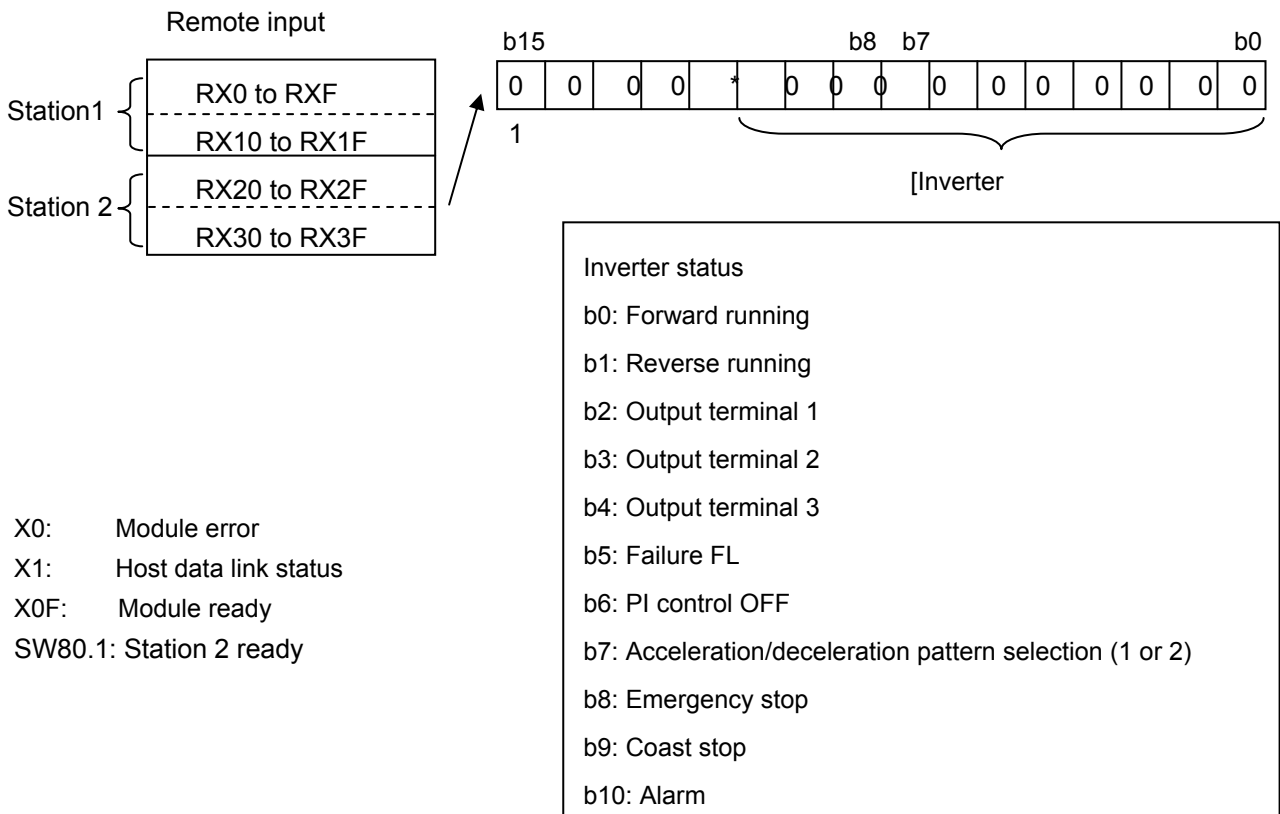 Remote input
b15 b8 b7 b0
0 0 0 0 * 0 0 0 0 0 0 0 0 0 0
1
Station1
RX0 to RXF
RX10 to RX1F
Station 2
RX20 to RX2F
RX30 to RX3F
[Inverter
Inverter status
b0: Forward running
b1: Reverse running
b2: Output terminal 1
b3: Output terminal 2
b4: Output terminal 3
b5: Failure FL
b6: PI control OFF
b7: Acceleration/deceleration pattern selection (1 or 2)
b8: Emergency stop
b9: Coast stop
b10: Alarm
X0: Module error
X1: Host data link status
X0F: Module ready
SW80.1: Station 2 ready